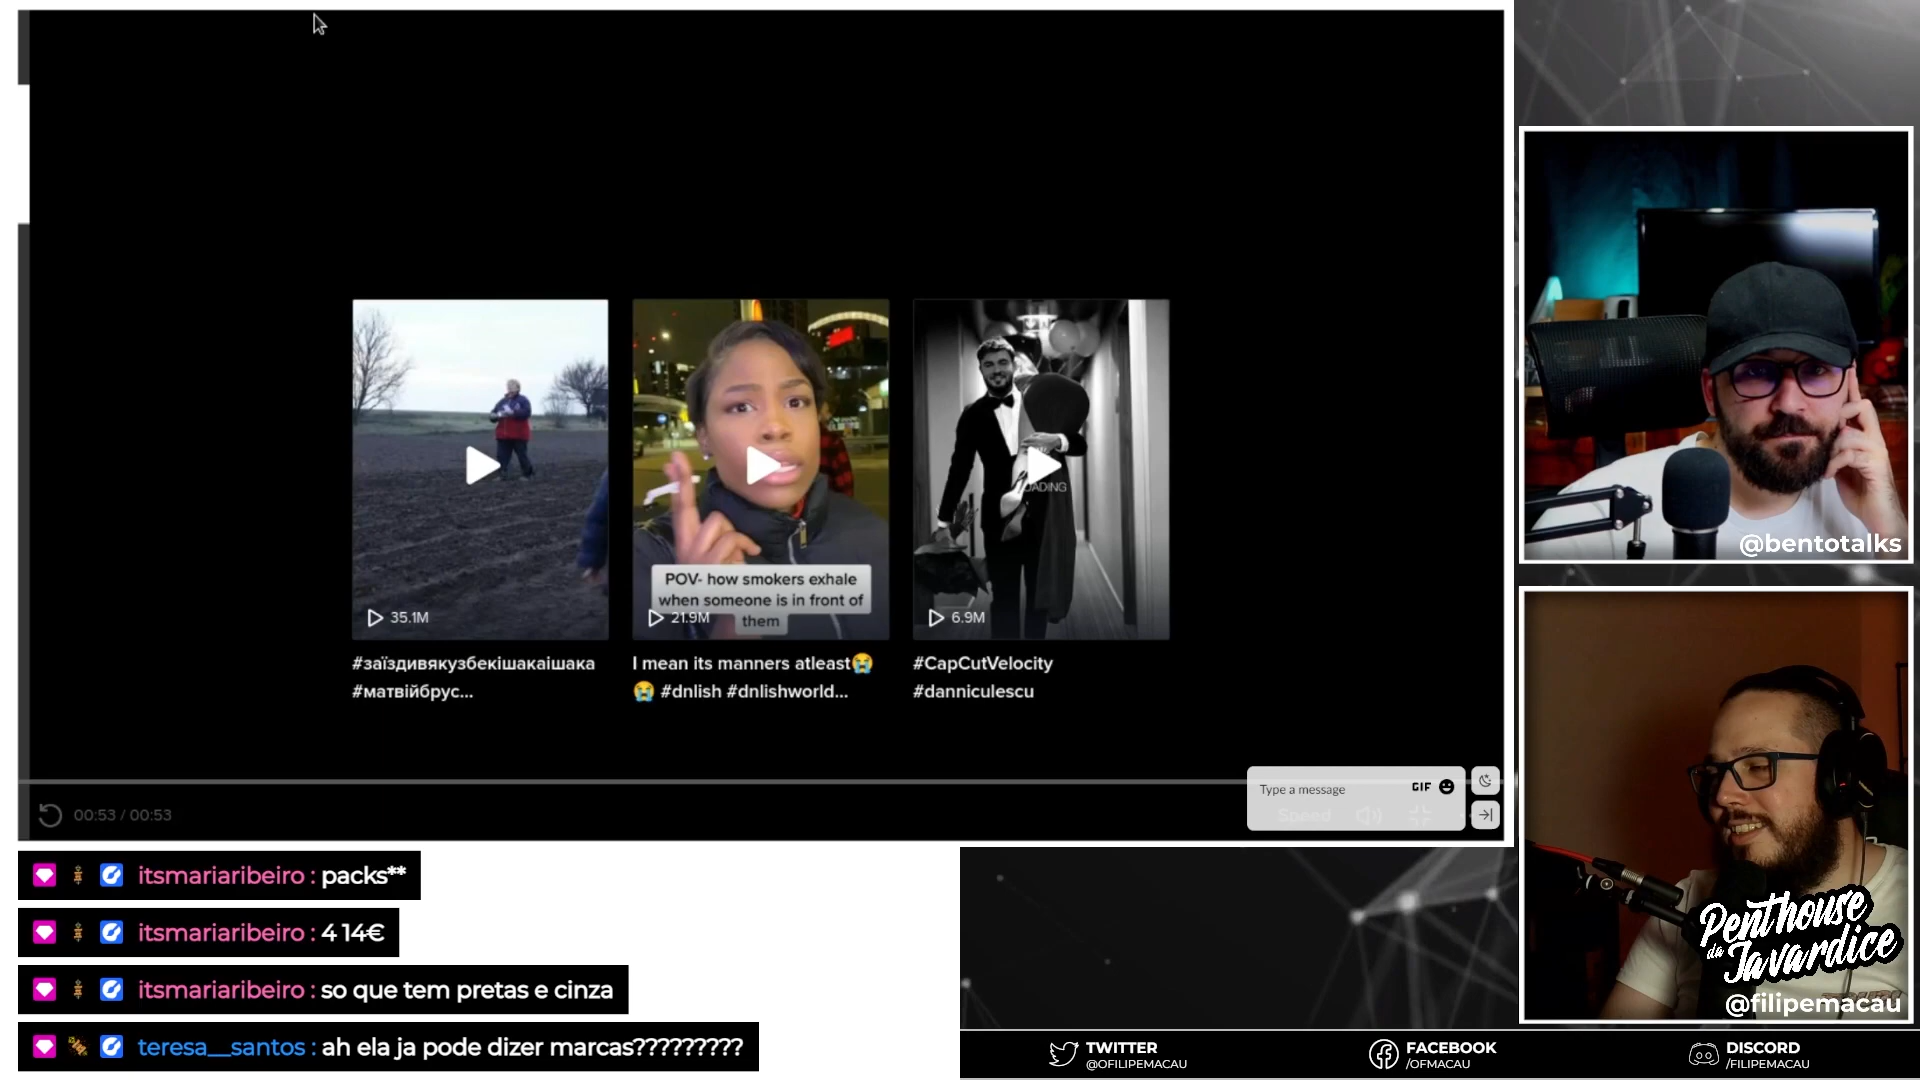 LOADING
POV- how smokers exhale
when someone is in front of
them
35.1M
21.9M
6.9M
#заїздивякузбекішакаішака
#матвійбрус...
I mean its manners atleast😭
😭 #dnlish #dnlishworld...
#CapCutVelocity
#danniculescu
00:53 / 00:53
Type a message
GIF
Speed
@bentotalks
Penthouse
da Javardice
@filipemacau
itsmariaribeiro : packs**
itsmariaribeiro : 4 14€
itsmariaribeiro : so que tem pretas e cinza
teresa__santos : ah ela ja pode dizer marcas?????????
TWITTER
@OFILIPEMACAU
FACEBOOK
/OFMACAU
DISCORD
/FILIPEMACAU